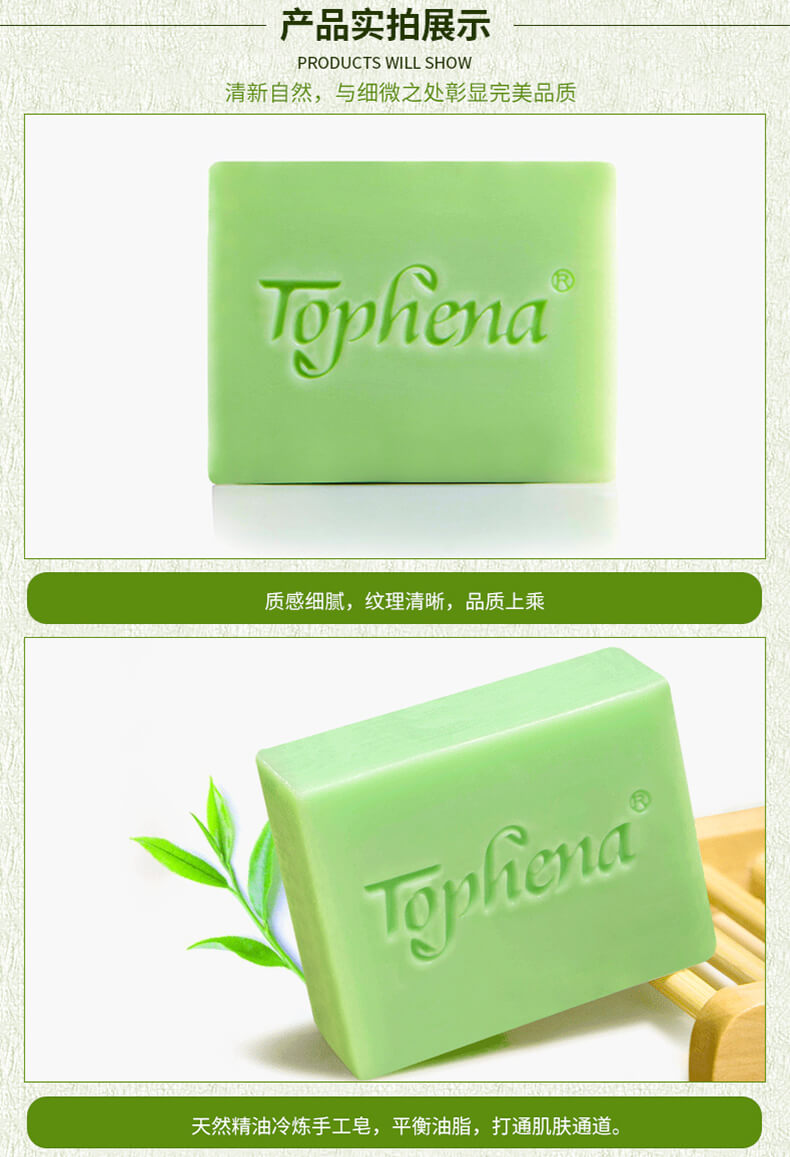 产品实拍展示
PRODUCTS WILL SHOW
清新自然，与细微之处彰显完美品质
Tophena®
质感细腻，纹理清晰，品质上乘
Tophena®
天然精油冷炼手工皂，平衡油脂，打通肌肤通道。